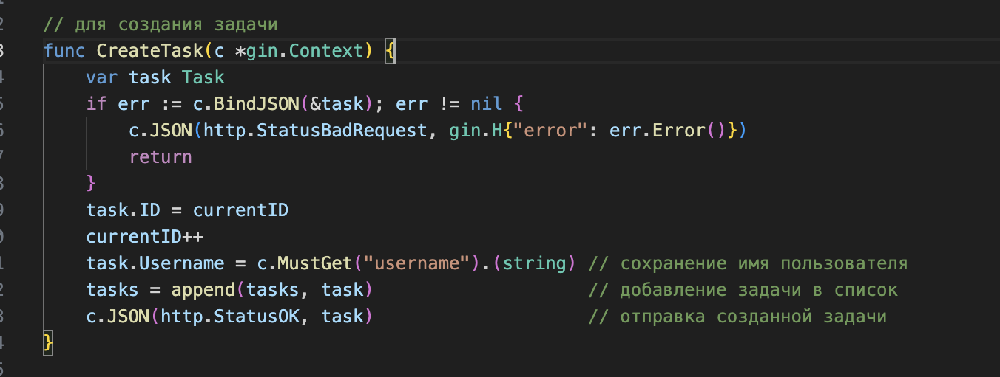 // для создания задачи
func CreateTask(c *gin.Context) {
    var task Task
    if err := c.BindJSON(&task); err != nil {
        c.JSON(http.StatusBadRequest, gin.H{"error": err.Error()})
        return
    }
    task.ID = currentID
    currentID++
    task.Username = c.MustGet("username").(string) // сохранение имя пользователя
    tasks = append(tasks, task)                    // добавление задачи в список
    c.JSON(http.StatusOK, task)                    // отправка созданной задачи
}